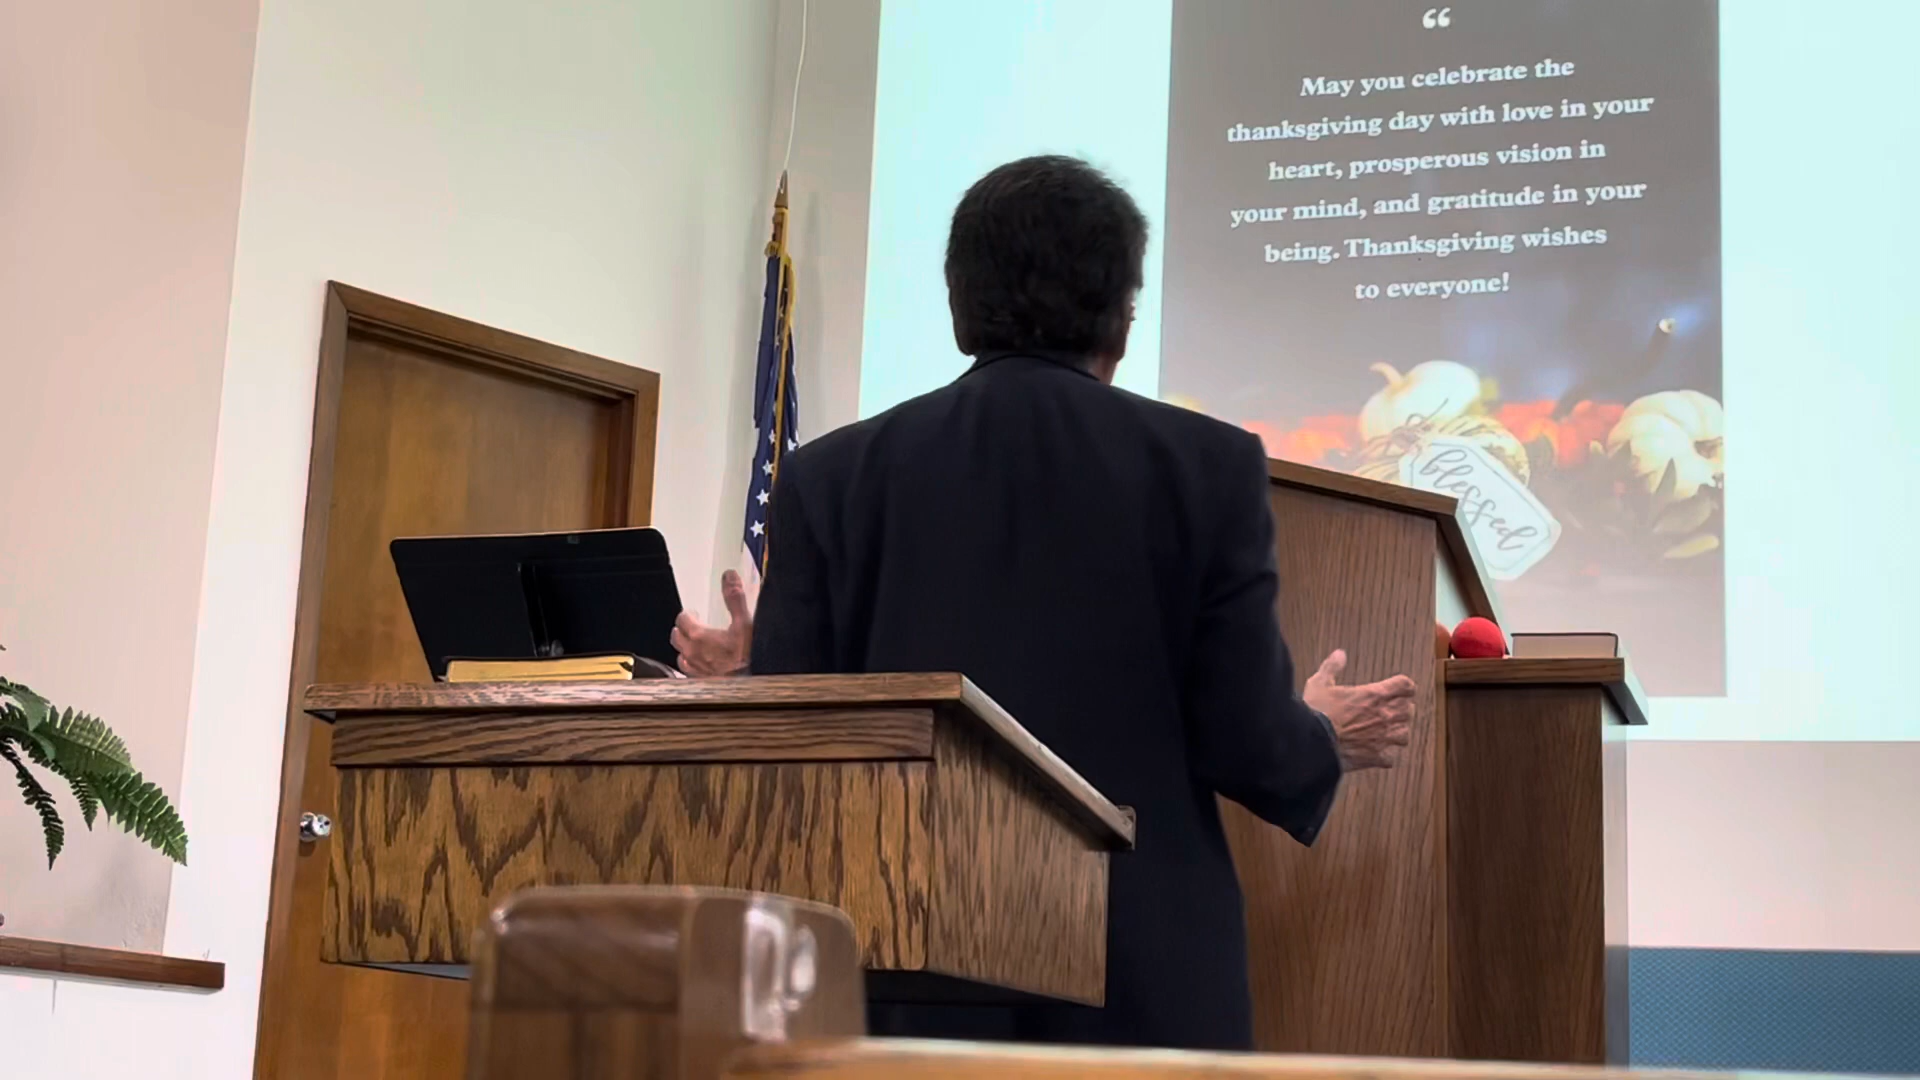 “
May you celebrate the
thanksgiving day with love in your
heart, prosperous vision in
your mind, and gratitude in your
being. Thanksgiving wishes
to everyone!
blessed